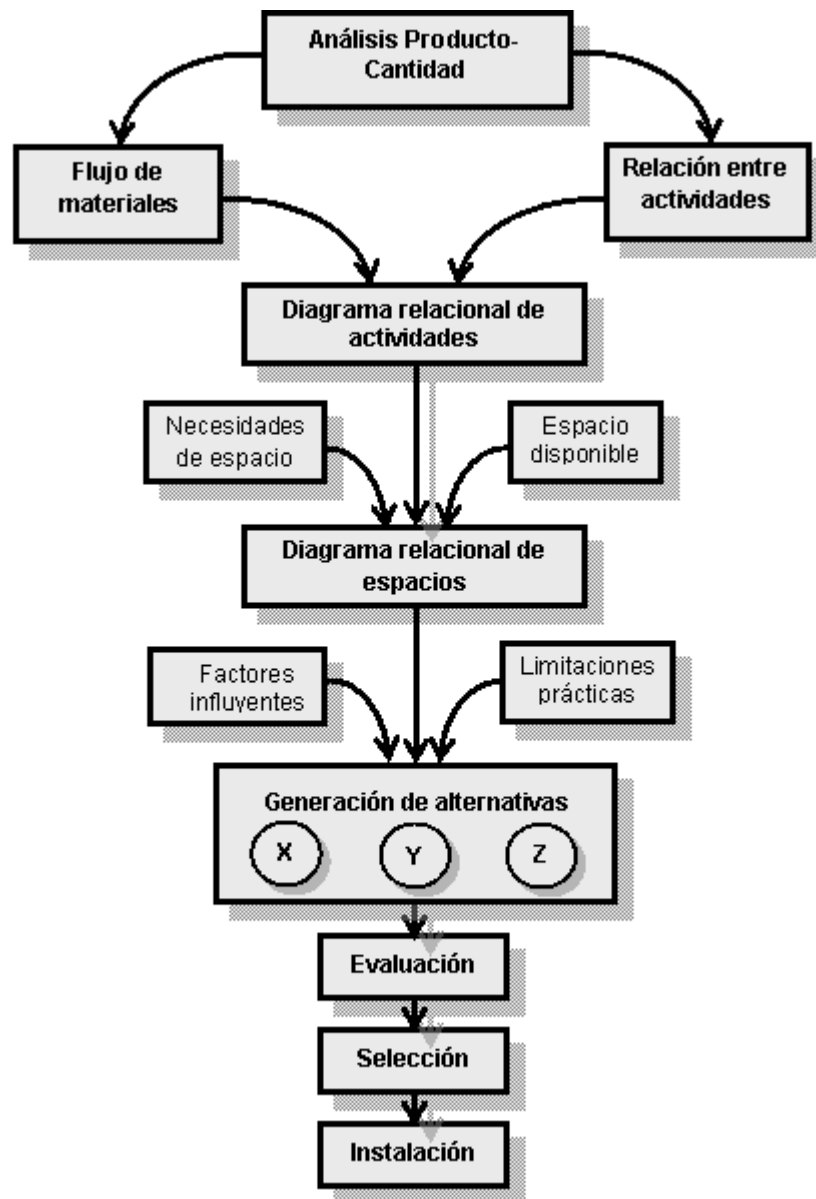 Análisis Producto-
Cantidad
Flujo de
materiales
Relación entre
actividades
Diagrama relacional de
actividades
Necesidades
de espacio
Espacio
disponible
Diagrama relacional de
espacios
Factores
influyentes
Limitaciones
prácticas
Generación de alternativas
X
Y
Z
Evaluación
Selección
Instalación